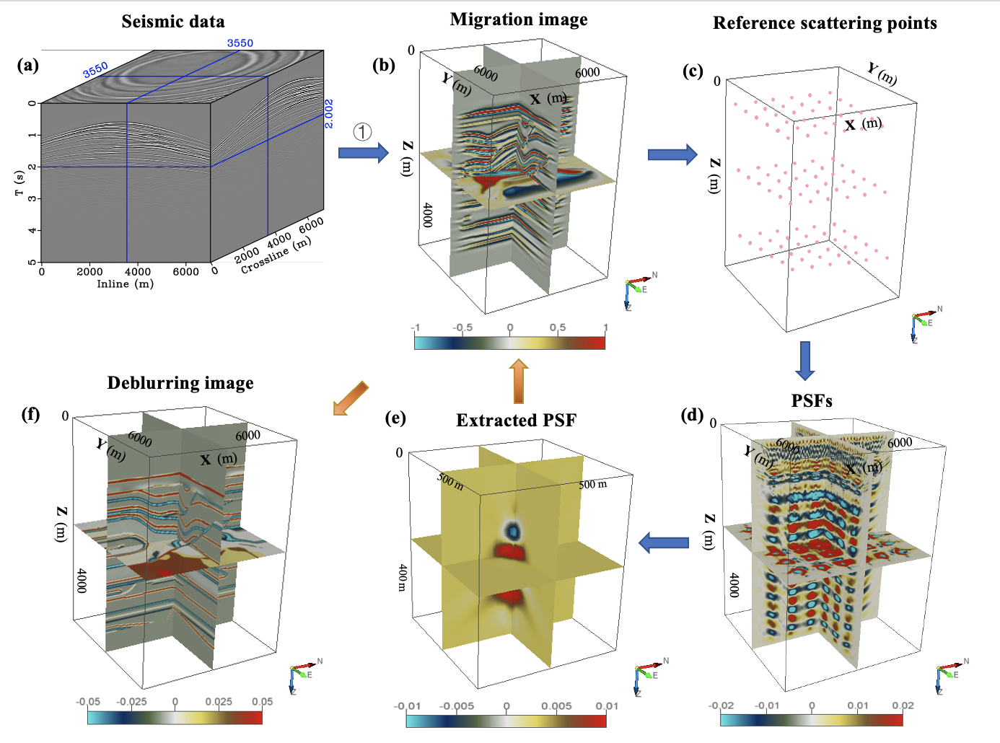 Seismic data
(a)
3550
3550
2.002
0
1
2
3
4
5
T (s)
0
2000
4000
6000
Inline (m)
0
2000
4000
6000
Crossline (m)
①
Migration image
(b)
0
6000
6000
Y (m)
X (m)
Z (m)
4000
N
E
Z
-1
-0.5
0
0.5
1
Reference scattering points
(c)
0
Y (m)
X (m)
Z (m)
N
E
Z
PSFs
(d)
0
6000
6000
Y (m)
X (m)
Z (m)
4000
N
E
Z
-0.02
-0.01
0
0.01
0.02
Extracted PSF
(e)
0
500 m
500 m
400 m
N
E
Z
-0.01
-0.005
0
0.005
0.01
Deblurring image
(f)
0
6000
6000
Y (m)
X (m)
Z (m)
4000
N
E
Z
-0.05
-0.025
0
0.025
0.05